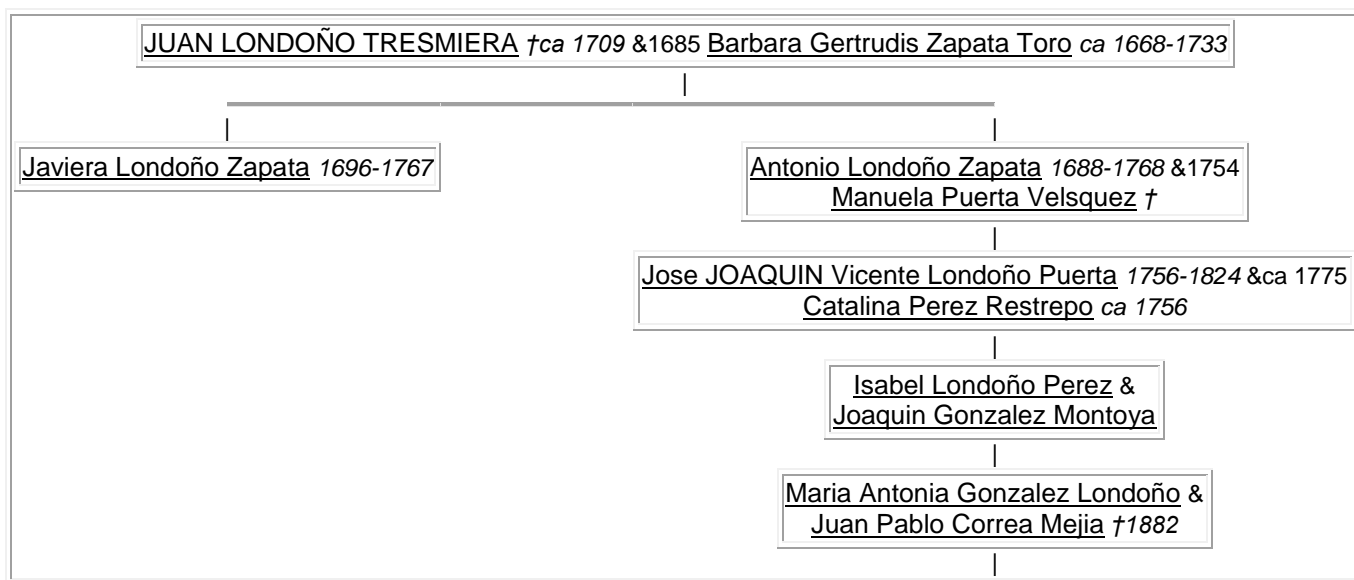 JUAN LONDOÑO TRESMIERA †ca 1709 &1685 Barbara Gertrudis Zapata Toro ca 1668-1733
Javiera Londoño Zapata 1696-1767
Antonio Londoño Zapata 1688-1768 &1754
Manuela Puerta Velsquez †
Jose JOAQUIN Vicente Londoño Puerta 1756-1824 &ca 1775
Catalina Perez Restrepo ca 1756
Isabel Londoño Perez &
Joaquin Gonzalez Montoya
Maria Antonia Gonzalez Londoño &
Juan Pablo Correa Mejia †1882